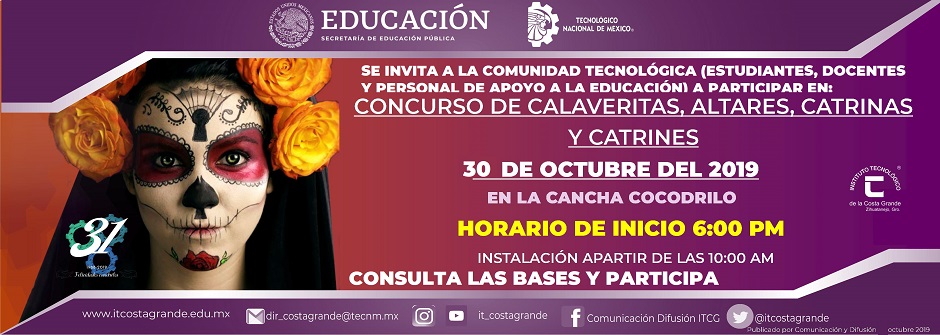 EDUCACIÓN
SECRETARÍA DE EDUCACIÓN PÚBLICA
TECNOLÓGICO
NACIONAL DE MÉXICO®
SE INVITA A LA COMUNIDAD TECNOLÓGICA (ESTUDIANTES, DOCENTES
Y PERSONAL DE APOYO A LA EDUCACIÓN) A PARTICIPAR EN:
CONCURSO DE CALAVERITAS, ALTARES, CATRINAS
Y CATRINES
30 DE OCTUBRE DEL 2019
EN LA CANCHA COCODRILO
HORARIO DE INICIO 6:00 PM
INSTALACIÓN APARTIR DE LAS 10:00 AM
CONSULTA LAS BASES Y PARTICIPA
INSTITUTO TECNOLÓGICO
®
de la Costa Grande
Zihuatanejo, Gro.
31
www.itcostagrande.edu.mx
dir_costagrande@tecnm.mx
it_costagrande
Comunicación Difusión ITCG
@itcostagrande
Publicado por Comunicación y Difusión octubre 2019